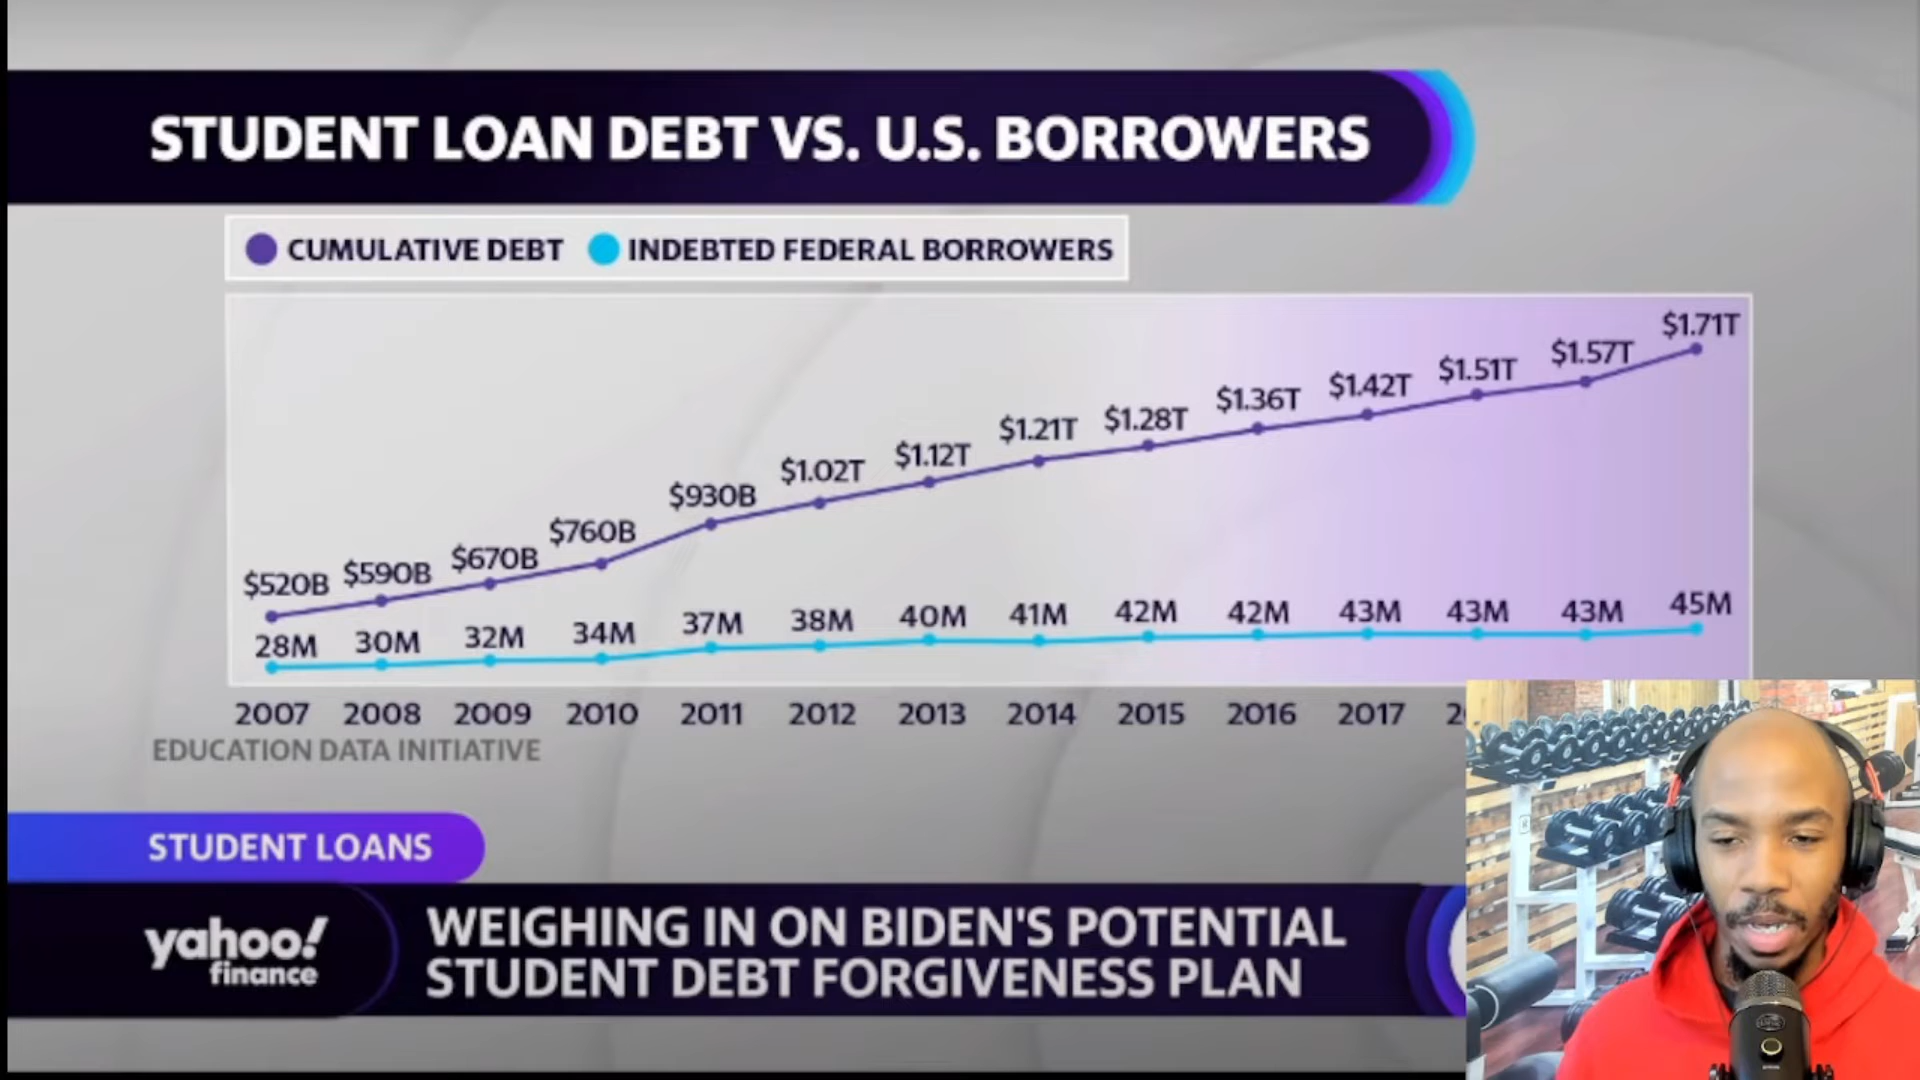 STUDENT LOAN DEBT VS. U.S. BORROWERS
CUMULATIVE DEBT INDEBTED FEDERAL BORROWERS
$520B $590B $670B $760B $930B $1.02T $1.12T $1.21T $1.28T $1.36T $1.42T $1.51T $1.57T $1.71T
28M 30M 32M 34M 37M 38M 40M 41M 42M 42M 43M 43M 43M 45M
2007 2008 2009 2010 2011 2012 2013 2014 2015 2016 2017
EDUCATION DATA INITIATIVE
STUDENT LOANS
yahoo!
finance
WEIGHING IN ON BIDEN'S POTENTIAL
STUDENT DEBT FORGIVENESS PLAN